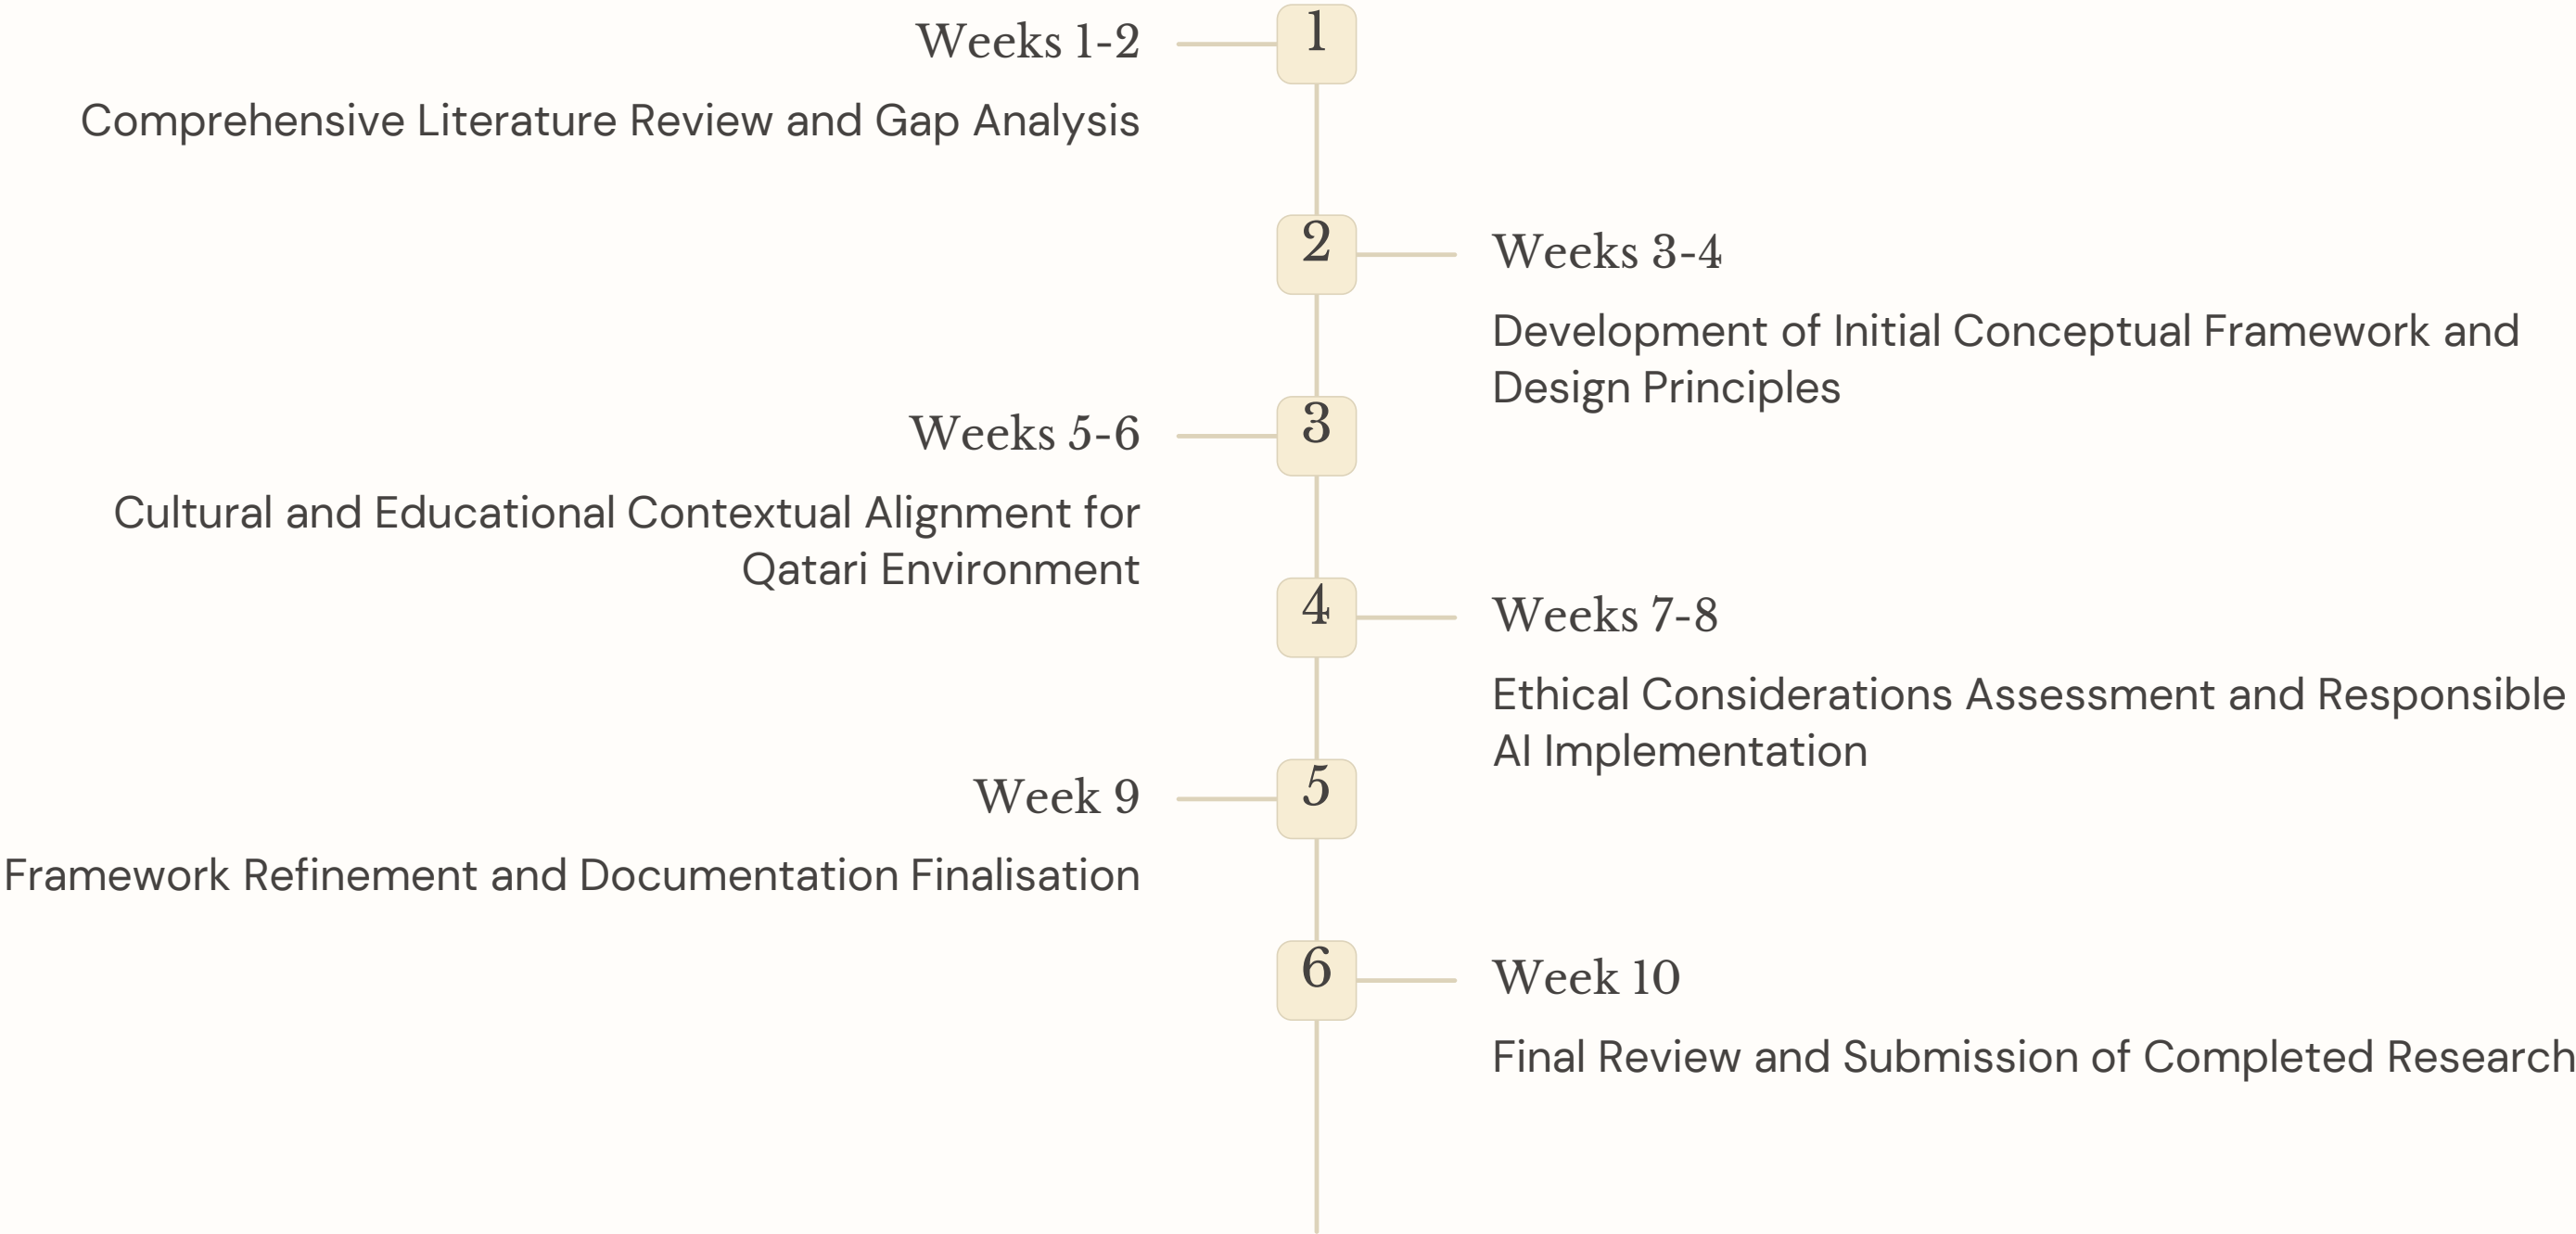 1
Weeks 1-2
Comprehensive Literature Review and Gap Analysis
2
Weeks 3-4
Development of Initial Conceptual Framework and
Design Principles
3
Weeks 5-6
Cultural and Educational Contextual Alignment for
Qatari Environment
4
Weeks 7-8
Ethical Considerations Assessment and Responsible
AI Implementation
5
Week 9
Framework Refinement and Documentation Finalisation
6
Week 10
Final Review and Submission of Completed Research